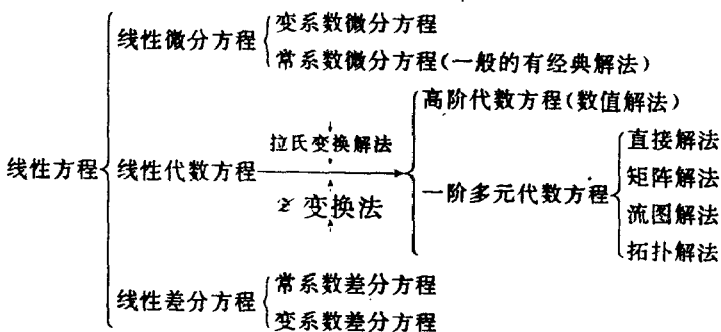 线性微分方程
变系数微分方程
常系数微分方程(一般的有经典解法)
高阶代数方程(数值解法)
拉氏变换解法
直接解法
线性方程
线性代数方程
一阶多元代数方程
矩阵解法
z 变换法
流图解法
拓扑解法
线性差分方程
常系数差分方程
变系数差分方程